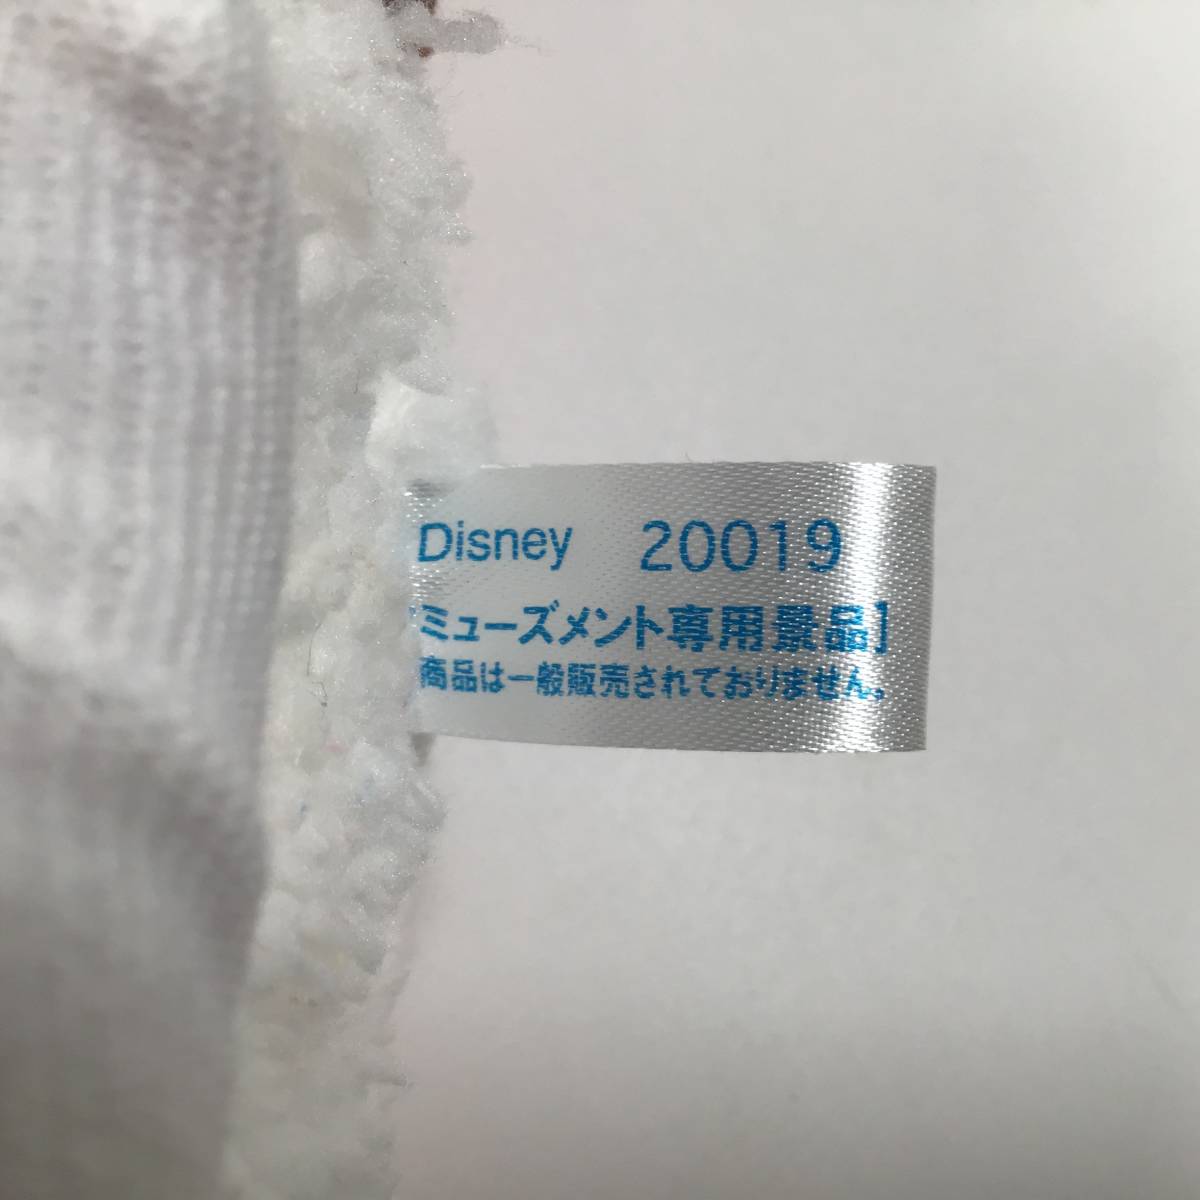 Disney 20019
ミューズメント専用景品】
商品は一般販売されておりません。